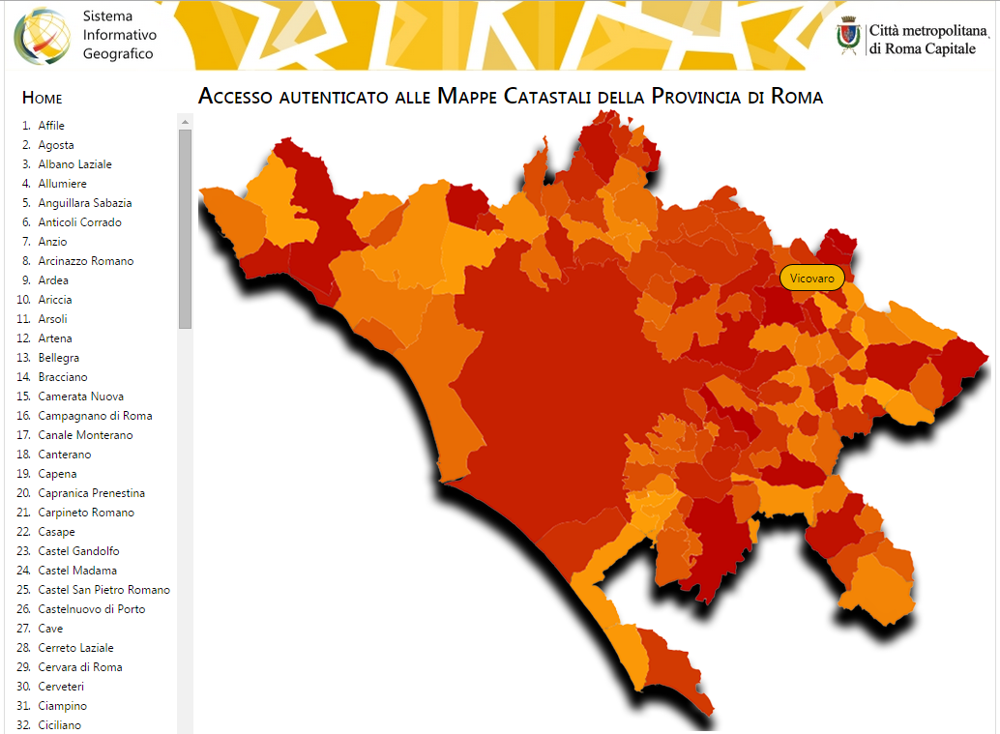 Sistema
Informativo
Geografico
Città metropolitana
di Roma Capitale
HOME
ACCESSO AUTENTICATO ALLE MAPPE CATASTALI DELLA PROVINCIA DI ROMA
1. Affile
2. Agosta
3. Albano Laziale
4. Allumiere
5. Anguillara Sabazia
6. Anticoli Corrado
7. Anzio
8. Arcinazzo Romano
9. Ardea
10. Ariccia
11. Arsoli
12. Artena
13. Bellegra
14. Bracciano
15. Camerata Nuova
16. Campagnano di Roma
17. Canale Monterano
18. Canterano
19. Capena
20. Capranica Prenestina
21. Carpineto Romano
22. Casape
23. Castel Gandolfo
24. Castel Madama
25. Castel San Pietro Romano
26. Castelnuovo di Porto
27. Cave
28. Cerreto Laziale
29. Cervara di Roma
30. Cerveteri
31. Ciampino
32. Ciciliano
Vicovaro